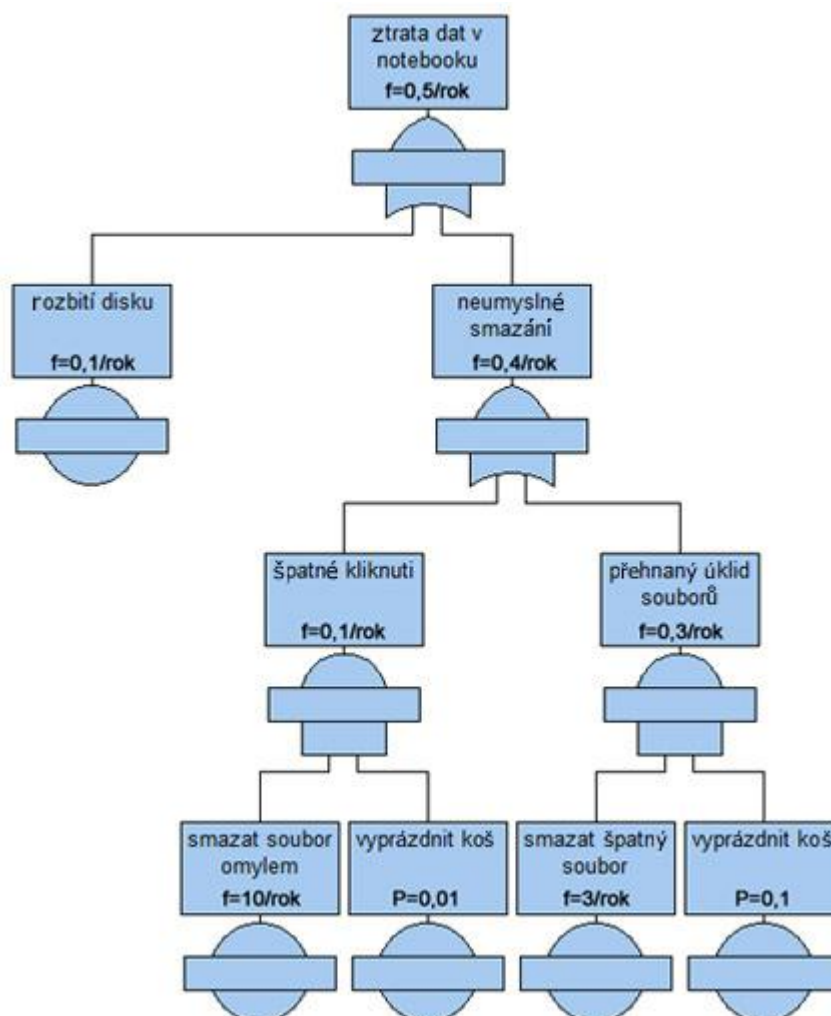 ztrata dat v
notebooku
f=0,5/rok
rozbití disku
f=0,1/rok
neumyslné
smazání
f=0,4/rok
špatné kliknuti
f=0,1/rok
přehnaný úklid
souborů
f=0,3/rok
smazat soubor
omylem
f=10/rok
vyprázdnit koš
P=0,01
smazat špatný
soubor
f=3/rok
vyprázdnit koš
P=0,1